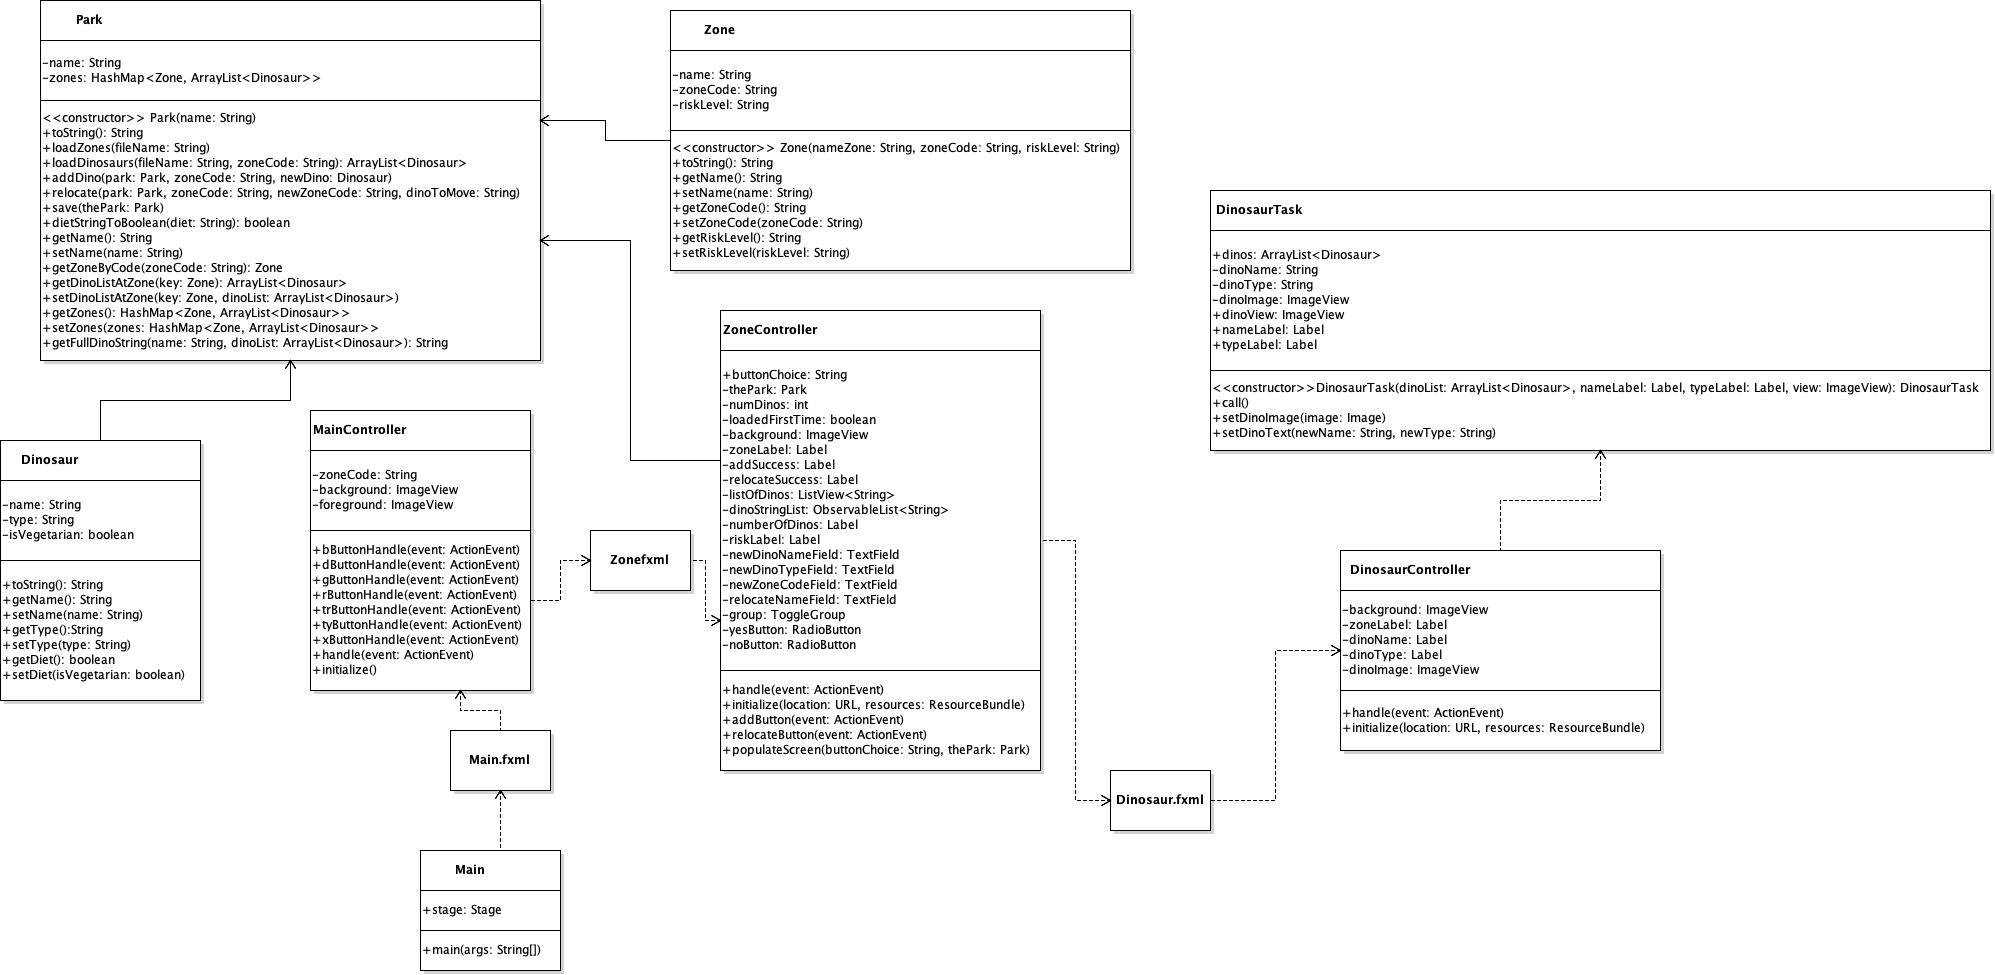 Park
-name: String
-zones: HashMap<Zone, ArrayList<Dinosaur>>
<<constructor>> Park(name: String)
+toString(): String
+loadZones(fileName: String)
+loadDinosaurs(fileName: String, zoneCode: String): ArrayList<Dinosaur>
+addDino(park: Park, zoneCode: String, newDino: Dinosaur)
+relocate(park: Park, zoneCode: String, newZoneCode: String, dinoToMove: String)
+save(thePark: Park)
+dietStringToBoolean(diet: String): boolean
+getName(): String
+setName(name: String)
+getZoneByCode(zoneCode: String): Zone
+getDinoListAtZone(key: Zone): ArrayList<Dinosaur>
+setDinoListAtZone(key: Zone, dinoList: ArrayList<Dinosaur>)
+getZones(): HashMap<Zone, ArrayList<Dinosaur>>
+setZones(zones: HashMap<Zone, ArrayList<Dinosaur>>
+getFullDinoString(name: String, dinoList: ArrayList<Dinosaur>): String
Zone
-name: String
-zoneCode: String
-riskLevel: String
<<constructor>> Zone(nameZone: String, zoneCode: String, riskLevel: String)
+toString(): String
+getName(): String
+setName(name: String)
+getZoneCode(): String
+setZoneCode(zoneCode: String)
+getRiskLevel(): String
+setRiskLevel(riskLevel: String)
DinosaurTask
+dinos: ArrayList<Dinosaur>
-dinoName: String
-dinoType: String
-dinoImage: ImageView
+dinoView: ImageView
+nameLabel: Label
+typeLabel: Label
<<constructor>>DinosaurTask(dinoList: ArrayList<Dinosaur>, nameLabel: Label, typeLabel: Label, view: ImageView): DinosaurTask
+call()
+setDinoImage(image: Image)
+setDinoText(newName: String, newType: String)
ZoneController
+buttonChoice: String
-thePark: Park
-numDinos: int
-loadedFirstTime: boolean
-background: ImageView
-zoneLabel: Label
-addSuccess: Label
-relocateSuccess: Label
-listOfDinos: ListView<String>
-dinoStringList: ObservableList<String>
-numberOfDinos: Label
-riskLabel: Label
-newDinoNameField: TextField
-newDinoTypeField: TextField
-newZoneCodeField: TextField
-relocateNameField: TextField
-group: ToggleGroup
-yesButton: RadioButton
-noButton: RadioButton
+handle(event: ActionEvent)
+initialize(location: URL, resources: ResourceBundle)
+addButton(event: ActionEvent)
+relocateButton(event: ActionEvent)
+populateScreen(buttonChoice: String, thePark: Park)
MainController
-zoneCode: String
-background: ImageView
-foreground: ImageView
+bButtonHandle(event: ActionEvent)
+dButtonHandle(event: ActionEvent)
+gButtonHandle(event: ActionEvent)
+rButtonHandle(event: ActionEvent)
+trButtonHandle(event: ActionEvent)
+tyButtonHandle(event: ActionEvent)
+xButtonHandle(event: ActionEvent)
+handle(event: ActionEvent)
+initialize()
Dinosaur
-name: String
-type: String
-isVegetarian: boolean
+toString(): String
+getName(): String
+setName(name: String)
+getType():String
+setType(type: String)
+getDiet(): boolean
+setDiet(isVegetarian: boolean)
Zonefxml
DinosaurController
-background: ImageView
-zoneLabel: Label
-dinoName: Label
-dinoType: Label
-dinoImage: ImageView
+handle(event: ActionEvent)
+initialize(location: URL, resources: ResourceBundle)
Main.fxml
Dinosaur.fxml
Main
+stage: Stage
+main(args: String[])